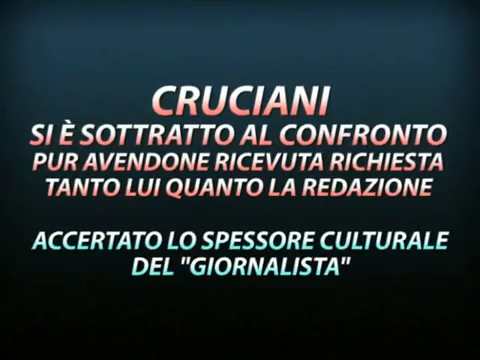 CRUCIANI
SI È SOTTRATTO AL CONFRONTO
PUR AVENDONE RICEVUTA RICHIESTA
TANTO LUI QUANTO LA REDAZIONE
ACCERTATO LO SPESSORE CULTURALE
DEL "GIORNALISTA"